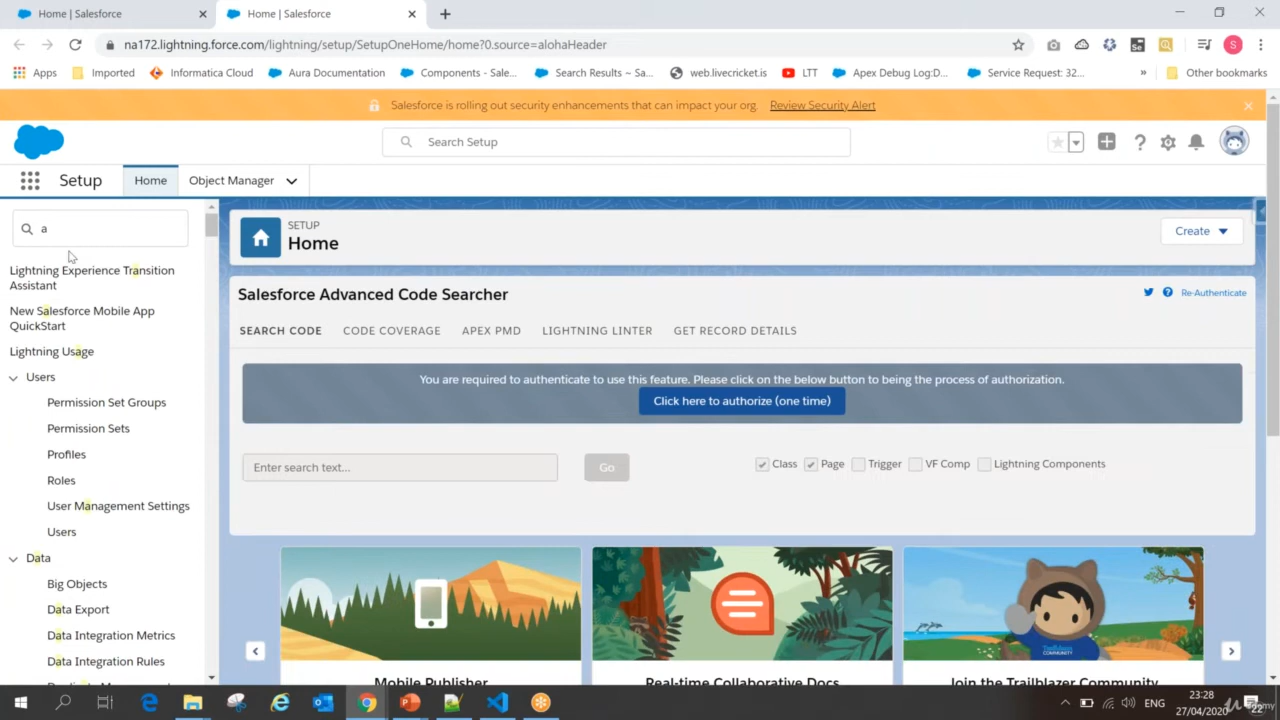 Home | Salesforce
Home | Salesforce
na172.lightning.force.com/lightning/setup/SetupOneHome/home?0.source=alohaHeader
Se
S
Apps
Imported
Informatica Cloud
Aura Documentation
Components - Sale...
Search Results ~ Sa...
web.livecricket.is
LTT
Apex Debug Log:D...
Service Request: 32...
»
Other bookmarks
Salesforce is rolling out security enhancements that can impact your org. Review Security Alert
Search Setup
Setup
Home
Object Manager
a
Lightning Experience Transition
Assistant
New Salesforce Mobile App
QuickStart
Lightning Usage
Users
Permission Set Groups
Permission Sets
Profiles
Roles
User Management Settings
Users
Data
Big Objects
Data Export
Data Integration Metrics
Data Integration Rules
SETUP
Home
Create
Salesforce Advanced Code Searcher
Re-Authenticate
SEARCH CODE
CODE COVERAGE
APEX PMD
LIGHTNING LINTER
GET RECORD DETAILS
You are required to authenticate to use this feature. Please click on the below button to being the process of authorization.
Click here to authorize (one time)
Enter search text...
Go
Class
Page
Trigger
VF Comp
Lightning Components
Mobile Publisher
Real-time Collaborative Docs
Join the Trailblazer Community
ENG
23:28
27/04/2020
22